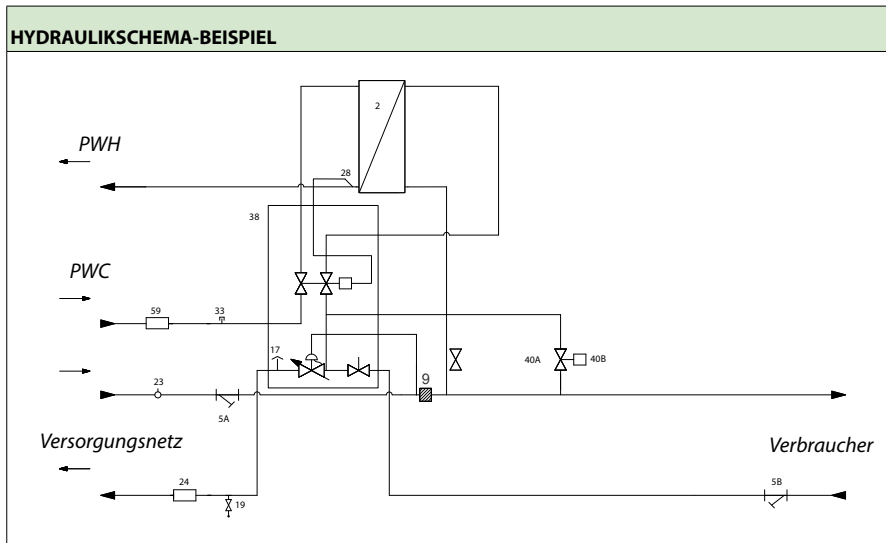 HYDRAULIKSCHEMA-BEISPIEL
2
PWH
28
38
PWC
59
33
17
40A
40B
9
23
5A
Versorgungsnetz
Verbraucher
24
19
5B